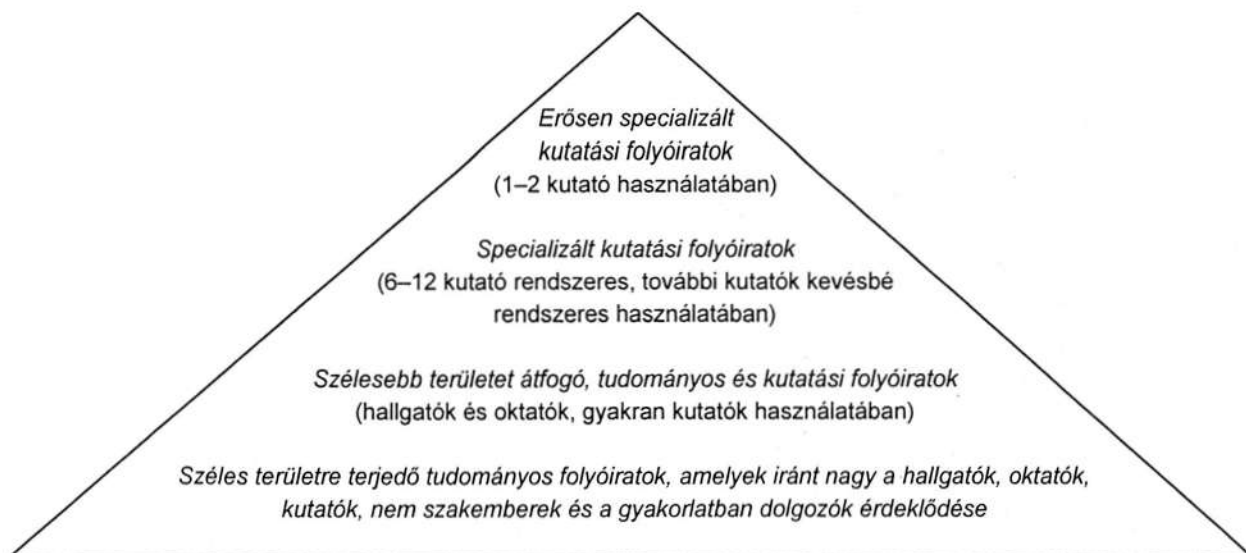 Erősen specializált
kutatási folyóiratok
(1–2 kutató használatában)
Specializált kutatási folyóiratok
(6–12 kutató rendszeres, további kutatók kevésbé
rendszeres használatában)
Szélesebb területet átfogó, tudományos és kutatási folyóiratok
(hallgatók és oktatók, gyakran kutatók használatában)
Széles területre terjedő tudományos folyóiratok, amelyek iránt nagy a hallgatók, oktatók,
kutatók, nem szakemberek és a gyakorlatban dolgozók érdeklődése